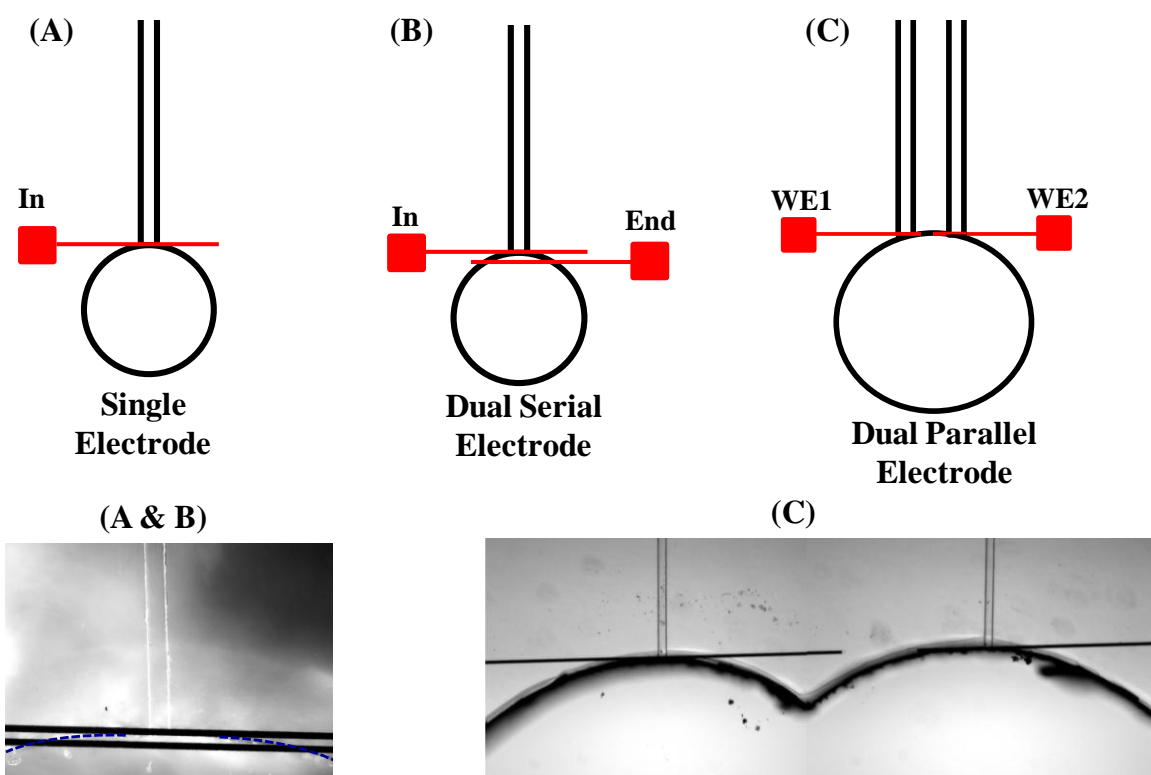 (A)
(B)
(C)
In
In
End
WE1
WE2
Single
Electrode
Dual Serial
Electrode
Dual Parallel
Electrode
(A & B)
(C)